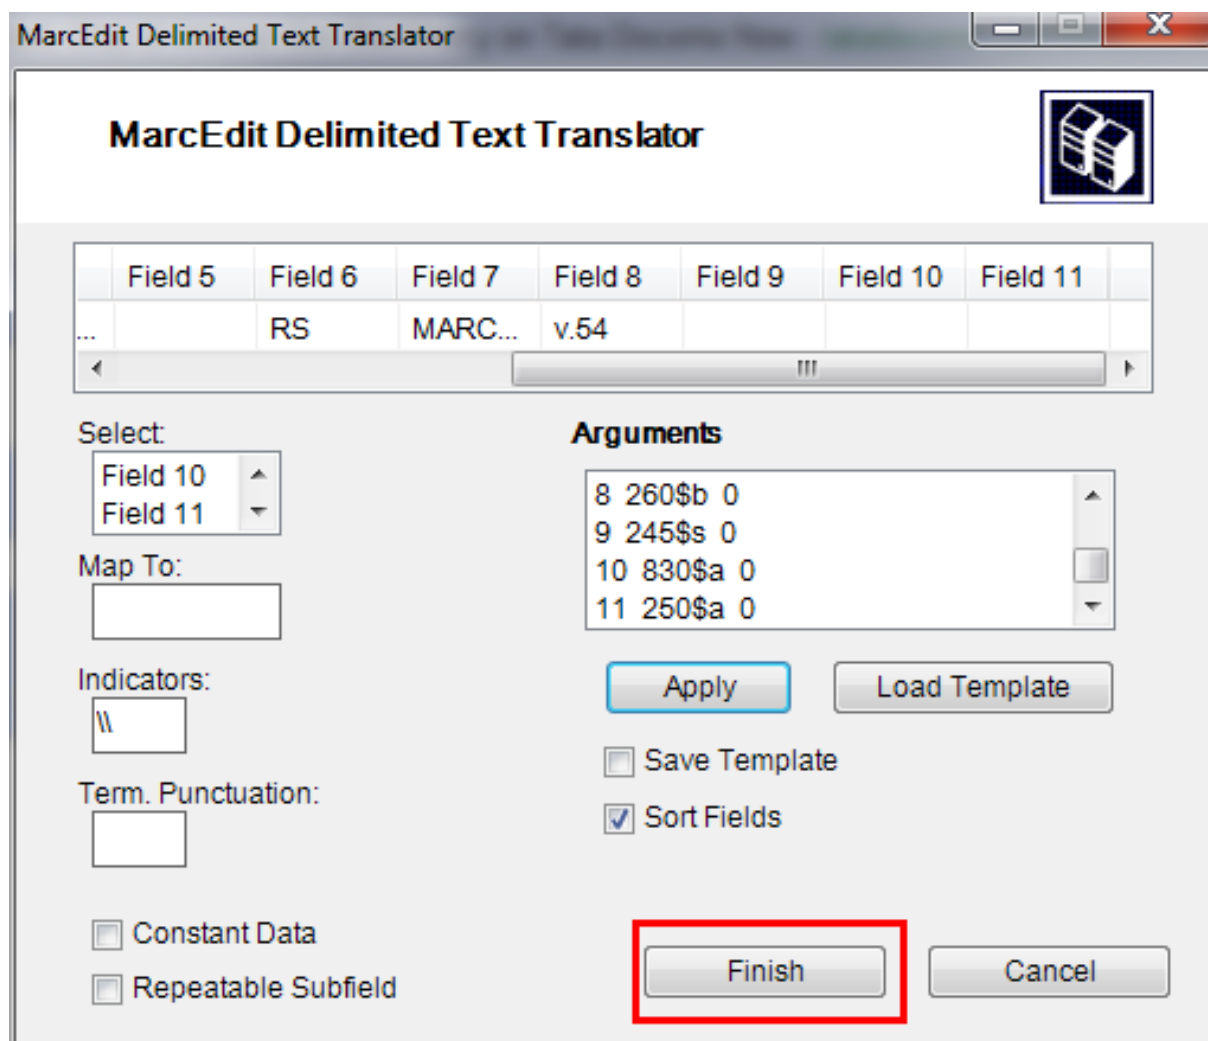 MarcEdit Delimited Text Translator
MarcEdit Delimited Text Translator
Field 5 Field 6 Field 7 Field 8 Field 9 Field 10 Field 11
... RS MARC... v.54
Select:
Field 10
Field 11
Map To:
Indicators:
\\
Term. Punctuation:
Constant Data
Repeatable Subfield
Arguments
8 260$b 0
9 245$s 0
10 830$a 0
11 250$a 0
Apply Load Template
Save Template
Sort Fields
Finish Cancel